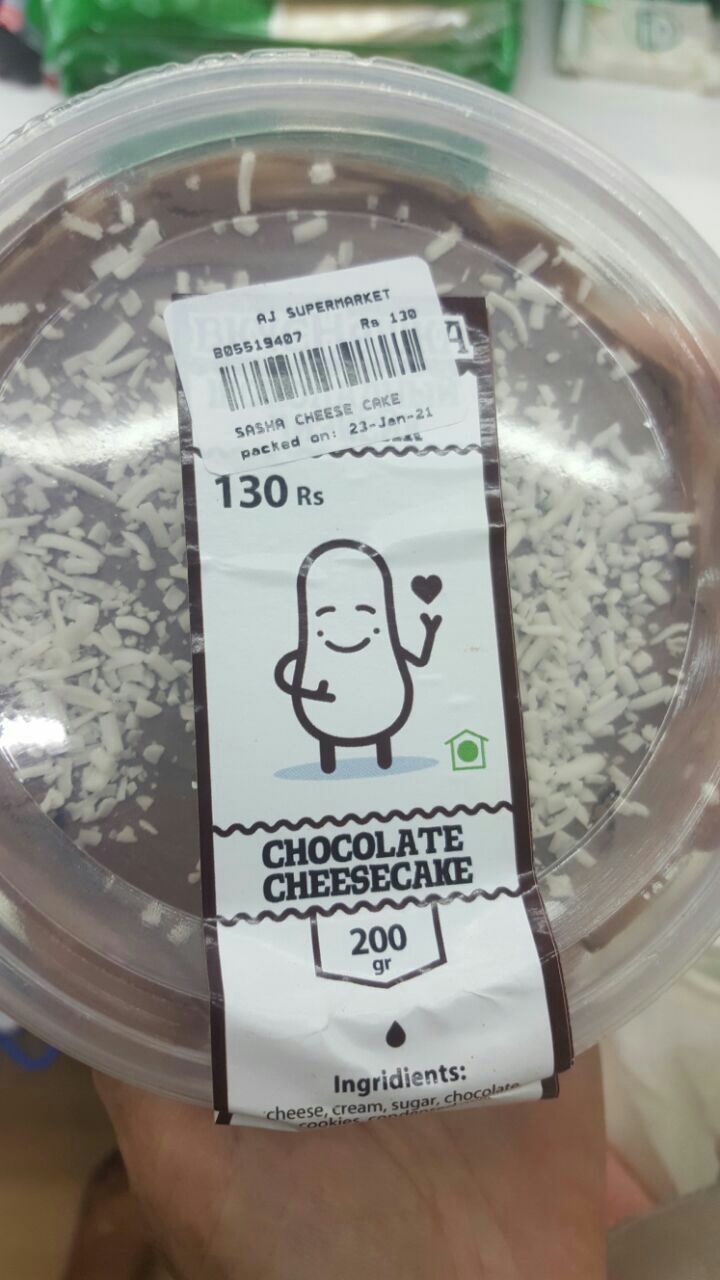 AJ SUPERMARKET
B05519407 Rs 130
SASHA CHEESE CAKE
packed on: 23-Jan-21
130 Rs
CHOCOLATE
CHEESECAKE
200
gr
Ingridients:
cheese, cream, sugar, chocolate
cookies,